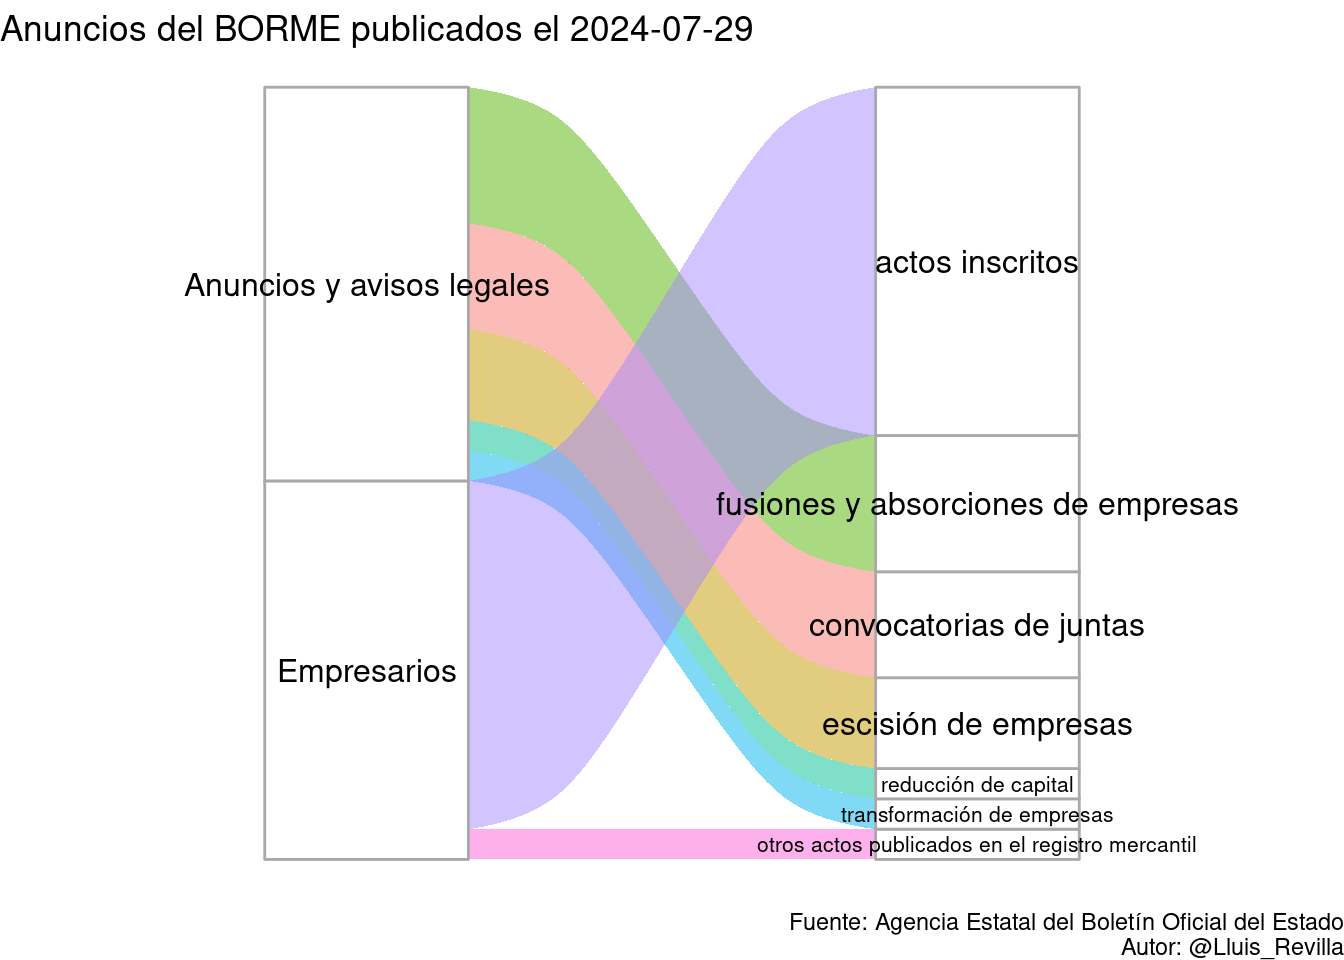 Anuncios del BORME publicados el 2024-07-29
Anuncios y avisos legales
Empresarios
actos inscritos
fusiones y absorciones de empresas
convocatorias de juntas
escisión de empresas
reducción de capital
transformación de empresas
otros actos publicados en el registro mercantil
Fuente: Agencia Estatal del Boletín Oficial del Estado
Autor: @Lluis_Revilla